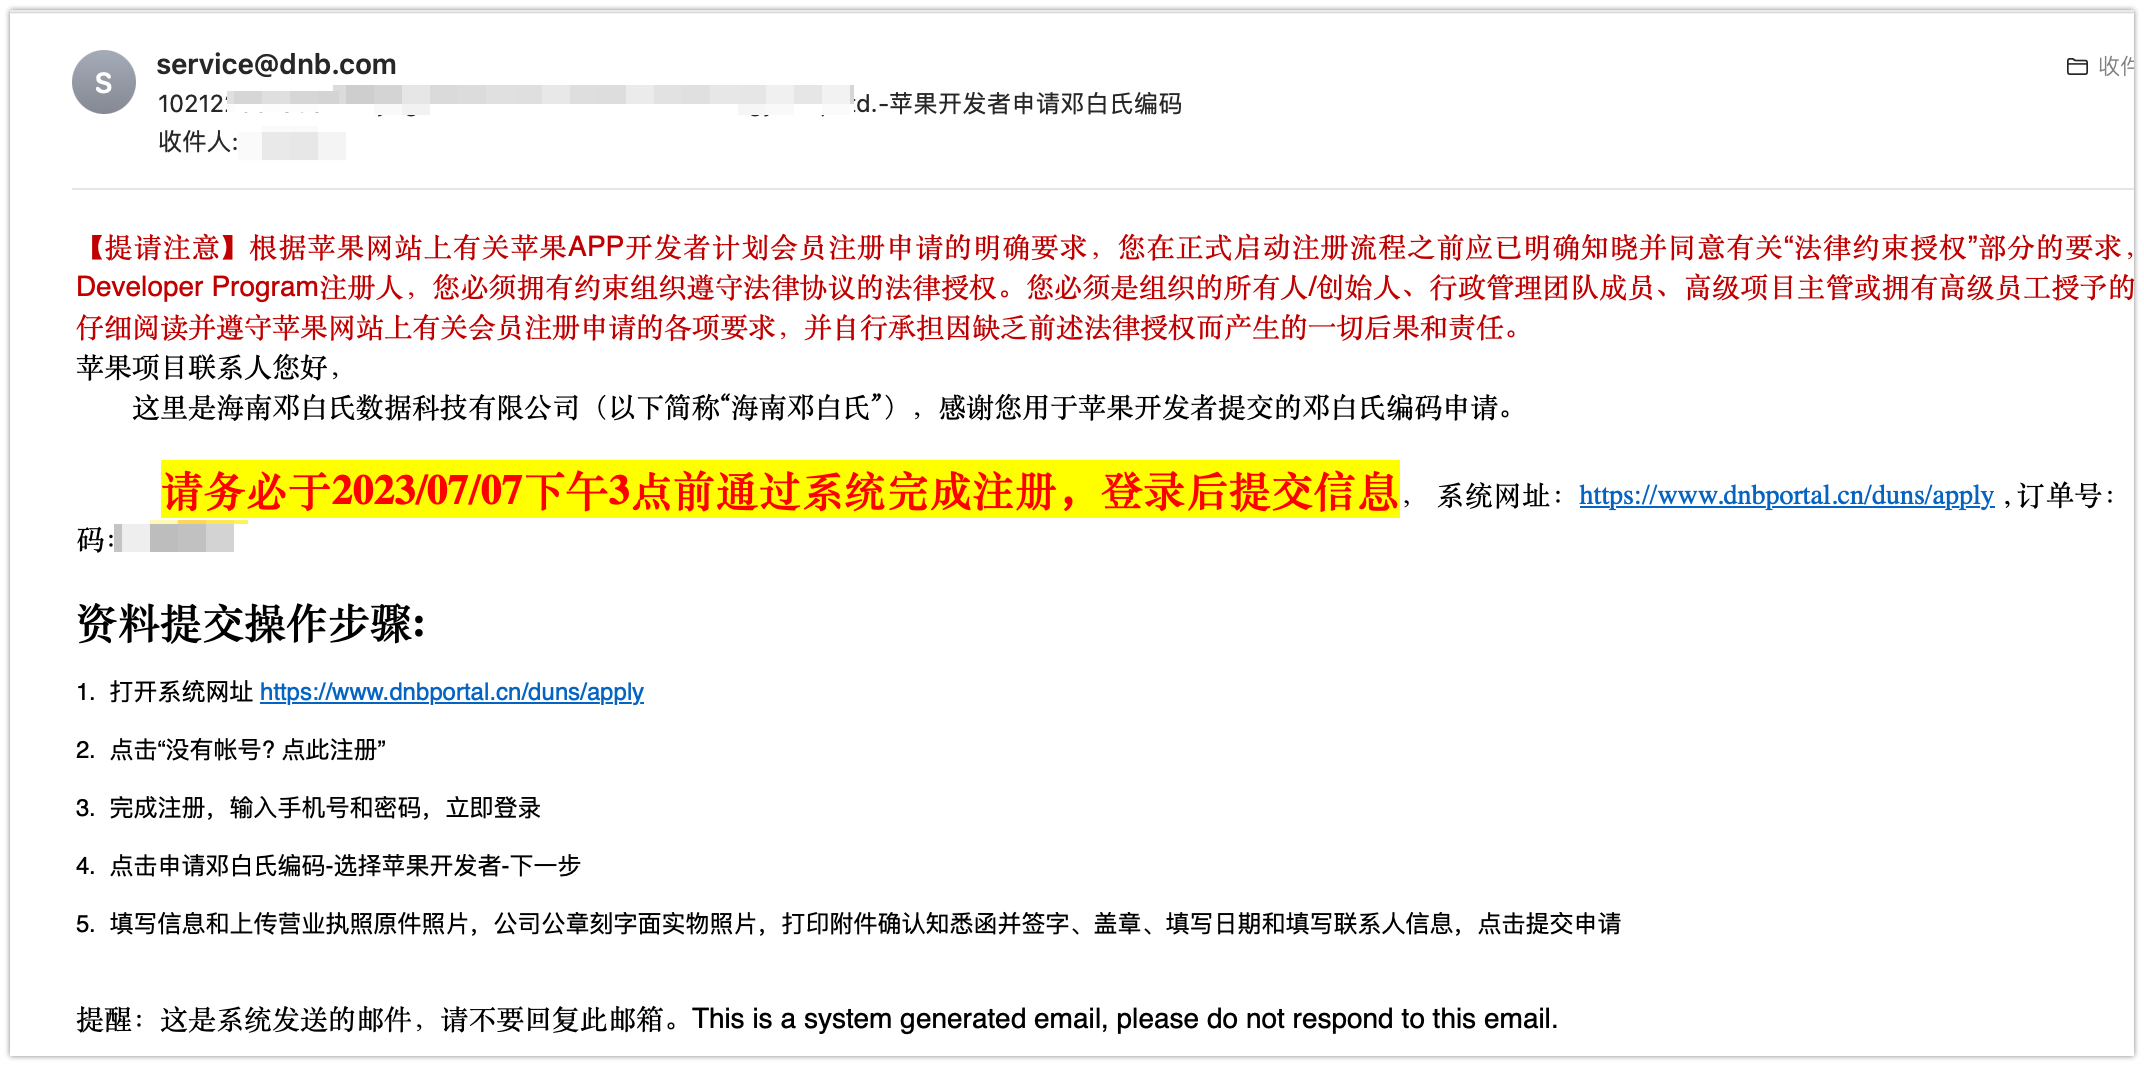 S
service@dnb.com
收件
10212 td.-苹果开发者申请邓白氏编码
收件人:
【提请注意】根据苹果网站上有关苹果APP开发者计划会员注册申请的明确要求，您在正式启动注册流程之前应已明确知晓并同意有关“法律约束授权”部分的要求，
Developer Program注册人，您必须拥有约束组织遵守法律协议的法律授权。您必须是组织的所有人/创始人、行政管理团队成员、高级项目主管或拥有高级员工授予的
仔细阅读并遵守苹果网站上有关会员注册申请的各项要求，并自行承担因缺乏前述法律授权而产生的一切后果和责任。
苹果项目联系人您好，
这里是海南邓白氏数据科技有限公司（以下简称“海南邓白氏”），感谢您用于苹果开发者提交的邓白氏编码申请。
请务必于2023/07/07下午3点前通过系统完成注册，登录后提交信息，系统网址：https://www.dnbportal.cn/duns/apply ,订单号：
码:
资料提交操作步骤:
1. 打开系统网址 https://www.dnbportal.cn/duns/apply
2. 点击“没有帐号? 点此注册”
3. 完成注册，输入手机号和密码，立即登录
4. 点击申请邓白氏编码-选择苹果开发者-下一步
5. 填写信息和上传营业执照原件照片，公司公章刻字面实物照片，打印附件确认知悉函并签字、盖章、填写日期和填写联系人信息，点击提交申请
提醒：这是系统发送的邮件，请不要回复此邮箱。This is a system generated email, please do not respond to this email.